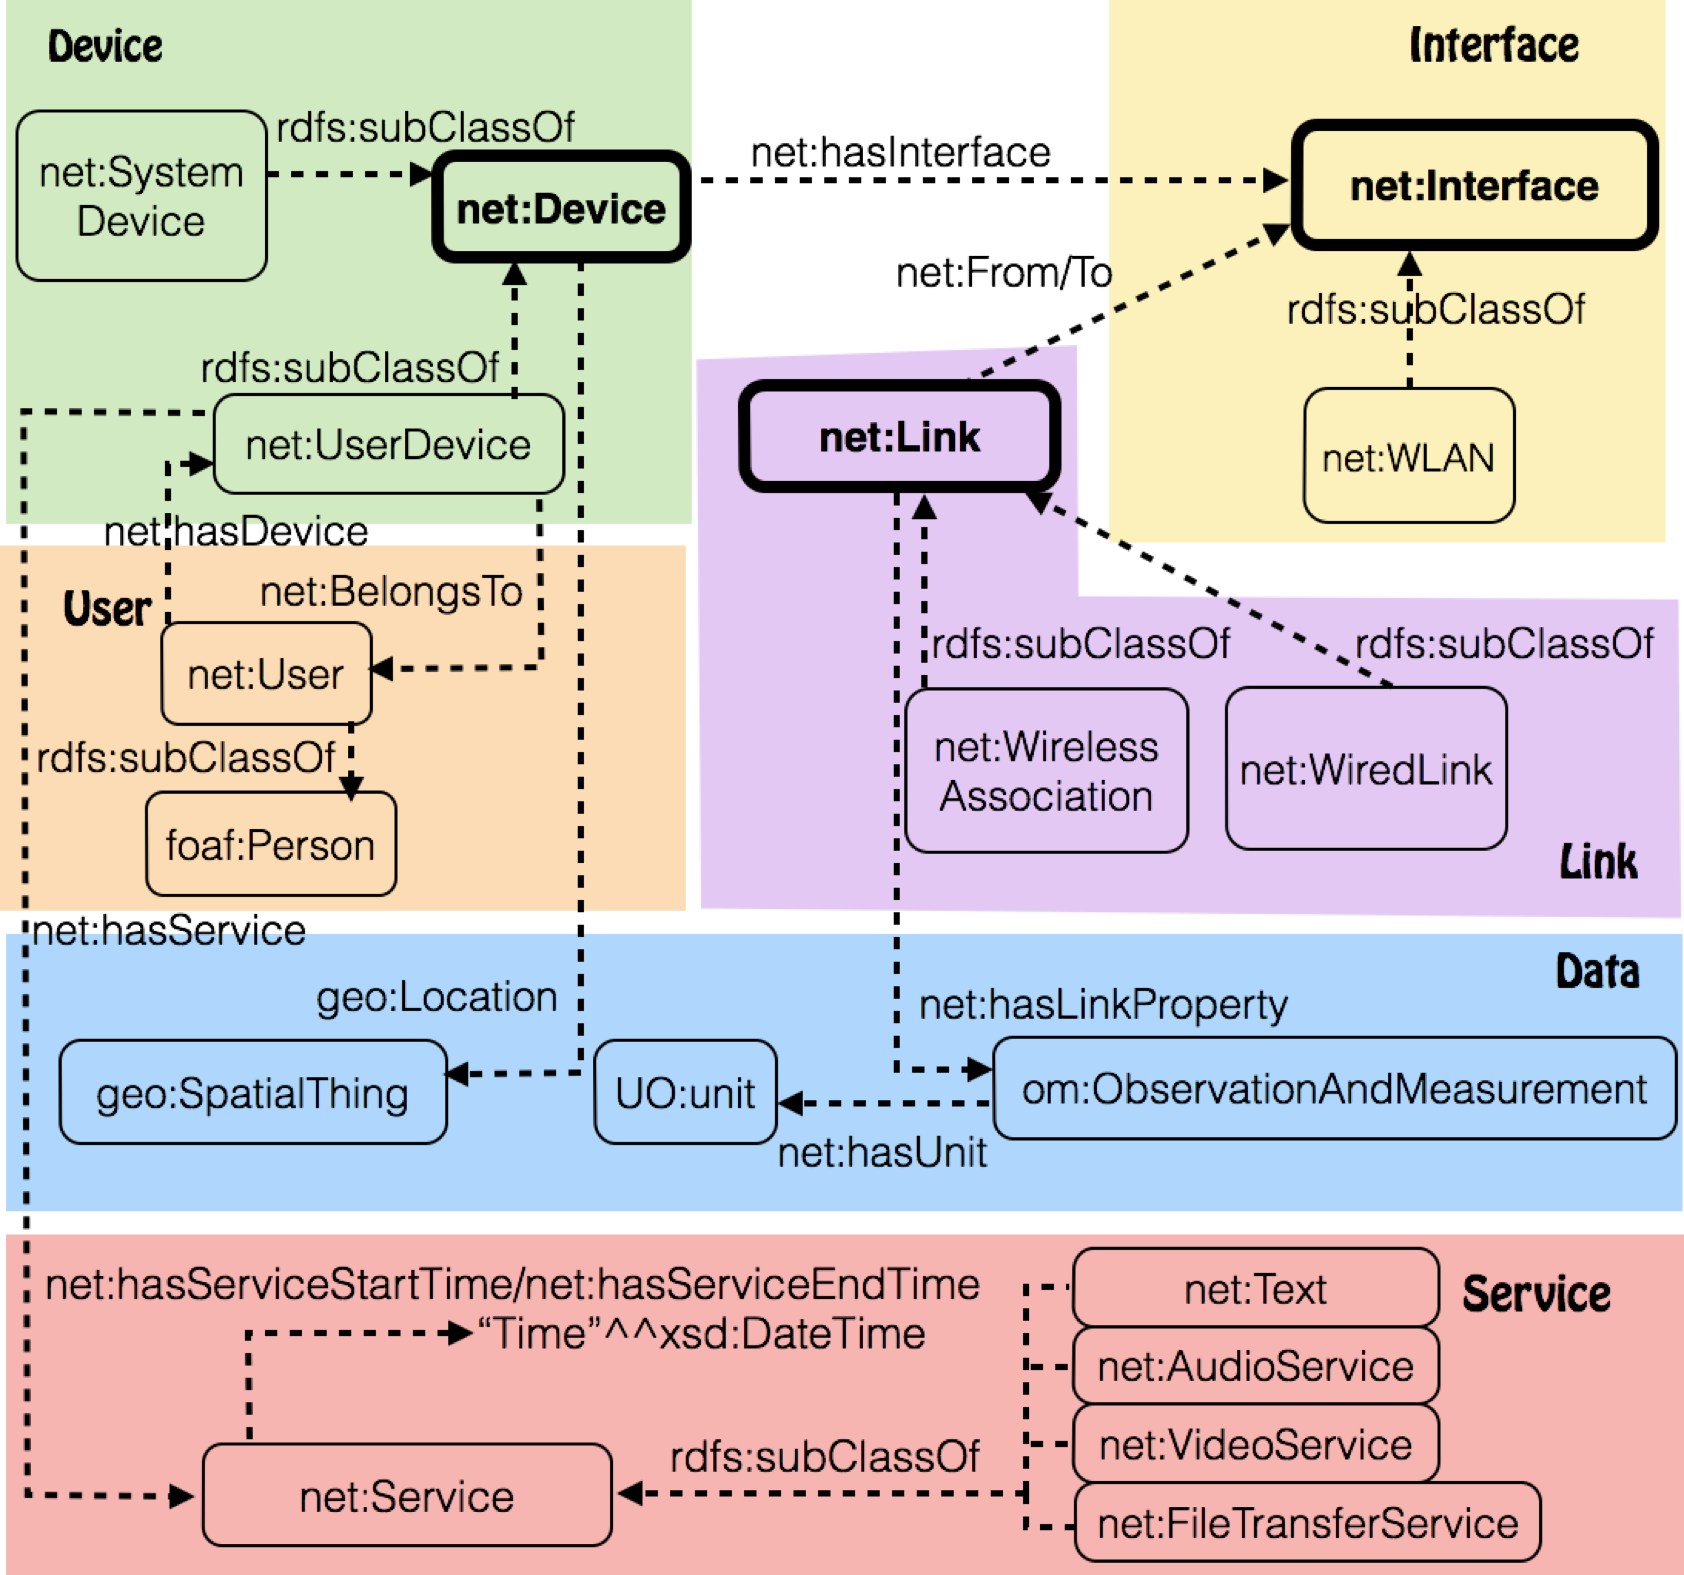 Device
Interface
rdfs:subClassOf
net:System
Device
net:Device
net:hasInterface
net:Interface
net:From/To
rdfs:subClassOf
rdfs:subClassOf
net:UserDevice
net:Link
net:WLAN
net:hasDevice
User
net:BelongsTo
net:User
rdfs:subClassOf
rdfs:subClassOf
rdfs:subClassOf
foaf:Person
net:Wireless
Association
net:WiredLink
Link
net:hasService
Data
geo:Location
net:hasLinkProperty
geo:SpatialThing
UO:unit
om:ObservationAndMeasurement
net:hasUnit
net:hasServiceStartTime/net:hasServiceEndTime
“Time”^^xsd:DateTime
net:Text
Service
net:AudioService
net:VideoService
rdfs:subClassOf
net:Service
net:FileTransferService